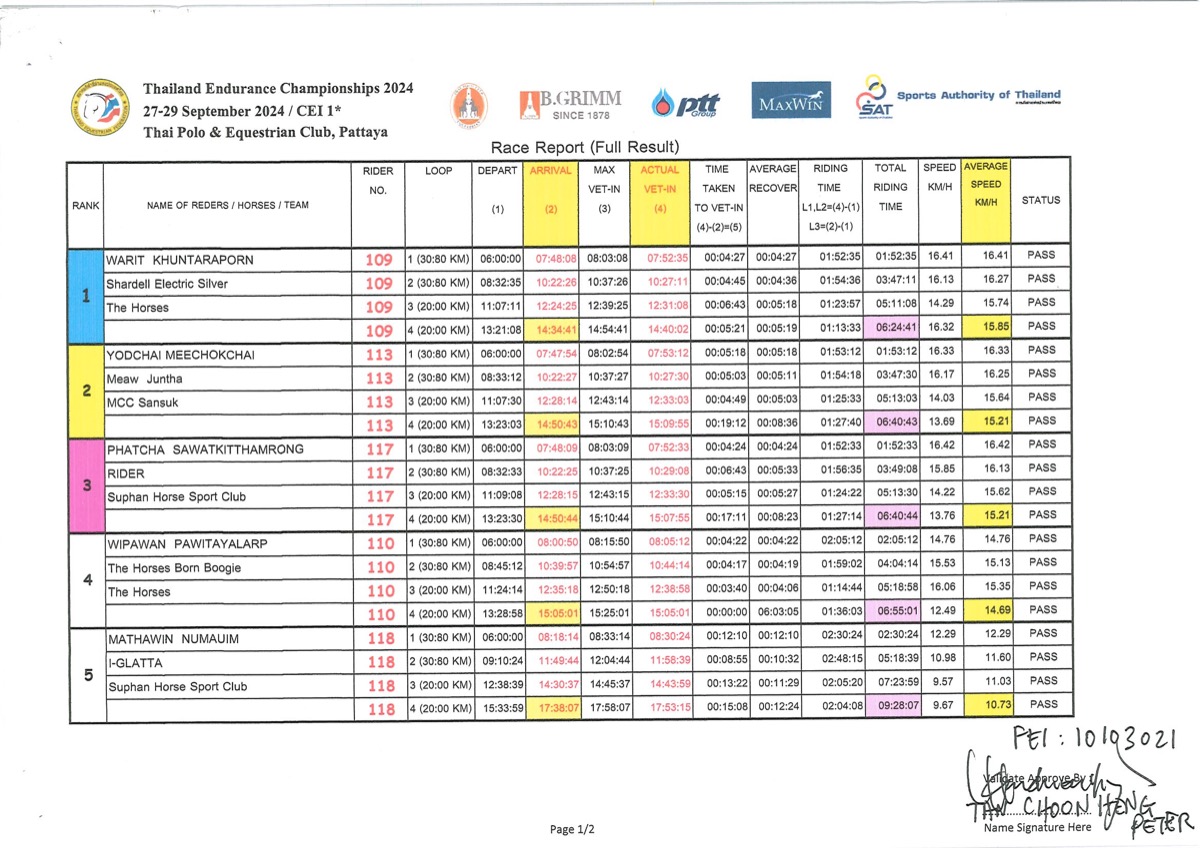 Thailand Endurance Championships 2024
27-29 September 2024 / CEI 1*
Thai Polo & Equestrian Club, Pattaya
B.GRIMM
SINCE 1878
ptt
Group
MAXWIN
SAT
Sports Authority of Thailand
Race Report (Full Result)
RANK NAME OF REDERS / HORSES / TEAM RIDER NO. LOOP DEPART (1) ARRIVAL (2) MAX VET-IN (3) ACTUAL VET-IN (4) TIME TAKEN TO VET-IN (4)-(2)=(5) AVERAGE RECOVER RIDING TIME L1,L2=(4)-(1) L3=(2)-(1) TOTAL RIDING TIME SPEED KM/H AVERAGE SPEED KM/H STATUS
1 WARIT KHUNTARAPORN 109 1 (30:80 KM) 06:00:00 07:48:08 08:03:08 07:52:35 00:04:27 00:04:27 01:52:35 01:52:35 16.41 16.41 PASS
Shardell Electric Silver 109 2 (30:80 KM) 08:32:35 10:22:26 10:37:26 10:27:11 00:04:45 00:04:36 01:54:36 03:47:11 16.13 16.27 PASS
The Horses 109 3 (20:00 KM) 11:07:11 12:24:25 12:39:25 12:31:08 00:06:43 00:05:18 01:23:57 05:11:08 14.29 15.74 PASS
109 4 (20:00 KM) 13:21:08 14:34:41 14:54:41 14:40:02 00:05:21 00:05:19 01:13:33 06:24:41 16.32 15.85 PASS
2 YODCHAI MEECHOKCHAI 113 1 (30:80 KM) 06:00:00 07:47:54 08:02:54 07:53:12 00:05:18 00:05:18 01:53:12 01:53:12 16.33 16.33 PASS
Meaw Juntha 113 2 (30:80 KM) 08:33:12 10:22:27 10:37:27 10:27:30 00:05:03 00:05:11 01:54:18 03:47:30 16.17 16.25 PASS
MCC Sansuk 113 3 (20:00 KM) 11:07:30 12:28:14 12:43:14 12:33:03 00:04:49 00:05:03 01:25:33 05:13:03 14.03 15.64 PASS
113 4 (20:00 KM) 13:23:03 14:50:43 15:10:43 15:09:55 00:19:12 00:08:36 01:27:40 06:40:43 13.69 15.21 PASS
3 PHATCHA SAWATKITTHAMRONG 117 1 (30:80 KM) 06:00:00 07:48:09 08:03:09 07:52:33 00:04:24 00:04:24 01:52:33 01:52:33 16.42 16.42 PASS
RIDER 117 2 (30:80 KM) 08:32:33 10:22:25 10:37:25 10:29:08 00:06:43 00:05:33 01:56:35 03:49:08 15.85 16.13 PASS
Suphan Horse Sport Club 117 3 (20:00 KM) 11:09:08 12:28:15 12:43:15 12:33:30 00:05:15 00:05:27 01:24:22 05:13:30 14.22 15.62 PASS
117 4 (20:00 KM) 13:23:30 14:50:44 15:10:44 15:07:55 00:17:11 00:08:23 01:27:14 06:40:44 13.76 15.21 PASS
4 WIPAWAN PAWITAYALARP 110 1 (30:80 KM) 06:00:00 08:00:50 08:15:50 08:05:12 00:04:22 00:04:22 02:05:12 02:05:12 14.76 14.76 PASS
The Horses Born Boogie 110 2 (30:80 KM) 08:45:12 10:39:57 10:54:57 10:44:14 00:04:17 00:04:19 01:59:02 04:04:14 15.53 15.13 PASS
The Horses 110 3 (20:00 KM) 11:24:14 12:35:18 12:50:18 12:38:58 00:03:40 00:04:06 01:14:44 05:18:58 16.06 15.35 PASS
110 4 (20:00 KM) 13:28:58 15:05:01 15:25:01 15:05:01 00:00:00 06:03:05 01:36:03 06:55:01 12.49 14.69 PASS
5 MATHAWIN NUMAUIM 118 1 (30:80 KM) 06:00:00 08:18:14 08:33:14 08:30:24 00:12:10 00:12:10 02:30:24 02:30:24 12.29 12.29 PASS
I-GLATTA 118 2 (30:80 KM) 09:10:24 11:49:44 12:04:44 11:58:39 00:08:55 00:10:32 02:48:15 05:18:39 10.98 11.60 PASS
Suphan Horse Sport Club 118 3 (20:00 KM) 12:38:39 14:30:37 14:45:37 14:43:59 00:13:22 00:11:29 02:05:20 07:23:59 9.57 11.03 PASS
118 4 (20:00 KM) 15:33:59 17:38:07 17:58:07 17:53:15 00:15:08 00:12:24 02:04:08 09:28:07 9.67 10.73 PASS
FEI : 10193021
Validate Approve By
TAN CHOON HENG
PETER
Name Signature Here
Page 1/2